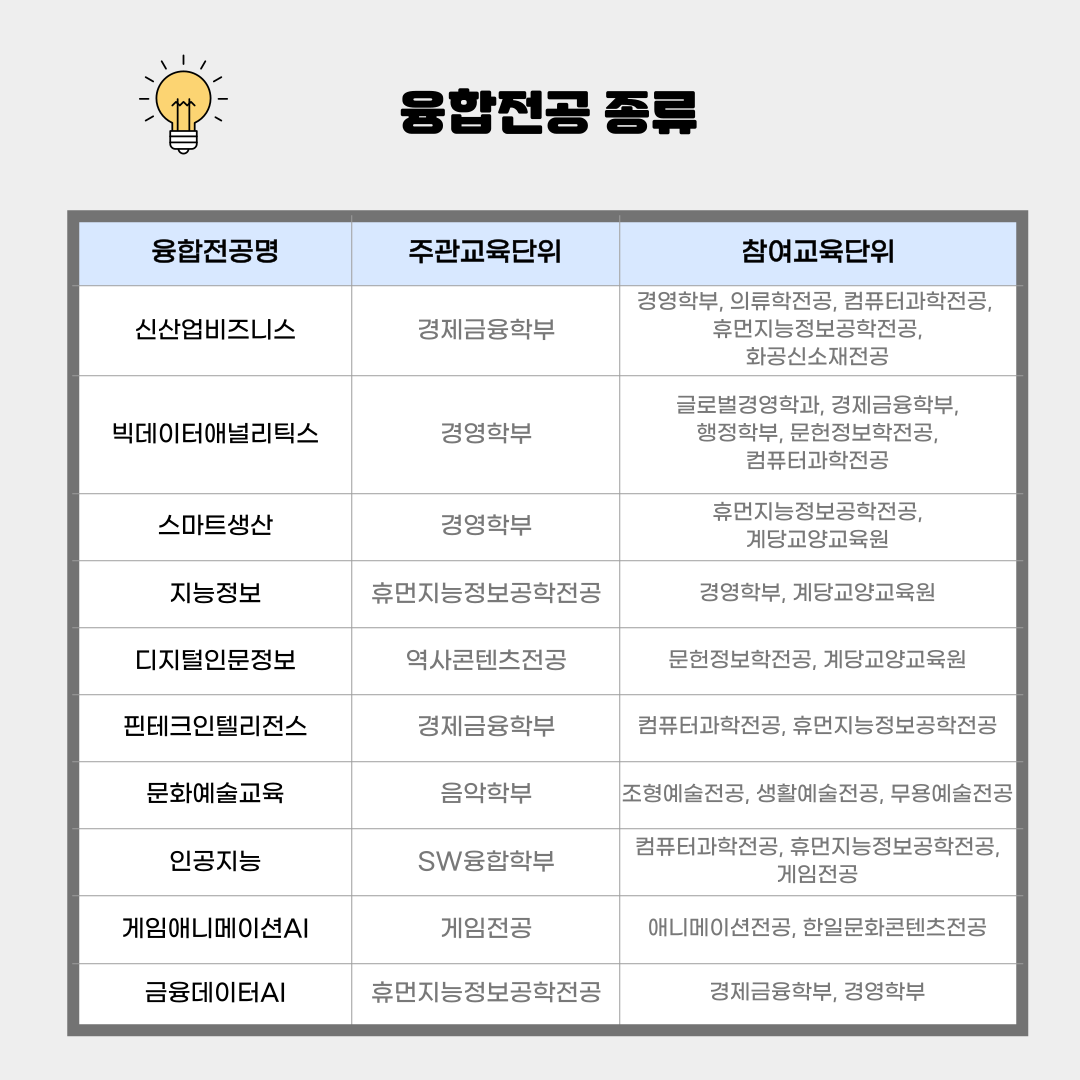 융합전공 종류
융합전공명 주관교육단위 참여교육단위
신산업비즈니스 경제금융학부 경영학부, 의류학전공, 컴퓨터과학전공,
휴먼지능정보공학전공,
화공신소재전공
빅데이터애널리틱스 경영학부 글로벌경영학과, 경제금융학부,
행정학부, 문헌정보학전공,
컴퓨터과학전공
스마트생산 경영학부 휴먼지능정보공학전공,
계당교양교육원
지능정보 휴먼지능정보공학전공 경영학부, 계당교양교육원
디지털인문정보 역사콘텐츠전공 문헌정보학전공, 계당교양교육원
핀테크인텔리전스 경제금융학부 컴퓨터과학전공, 휴먼지능정보공학전공
문화예술교육 음악학부 조형예술전공, 생활예술전공, 무용예술전공
인공지능 SW융합학부 컴퓨터과학전공, 휴먼지능정보공학전공,
게임전공
게임애니메이션AI 게임전공 애니메이션전공, 한일문화콘텐츠전공
금융데이터AI 휴먼지능정보공학전공 경제금융학부, 경영학부